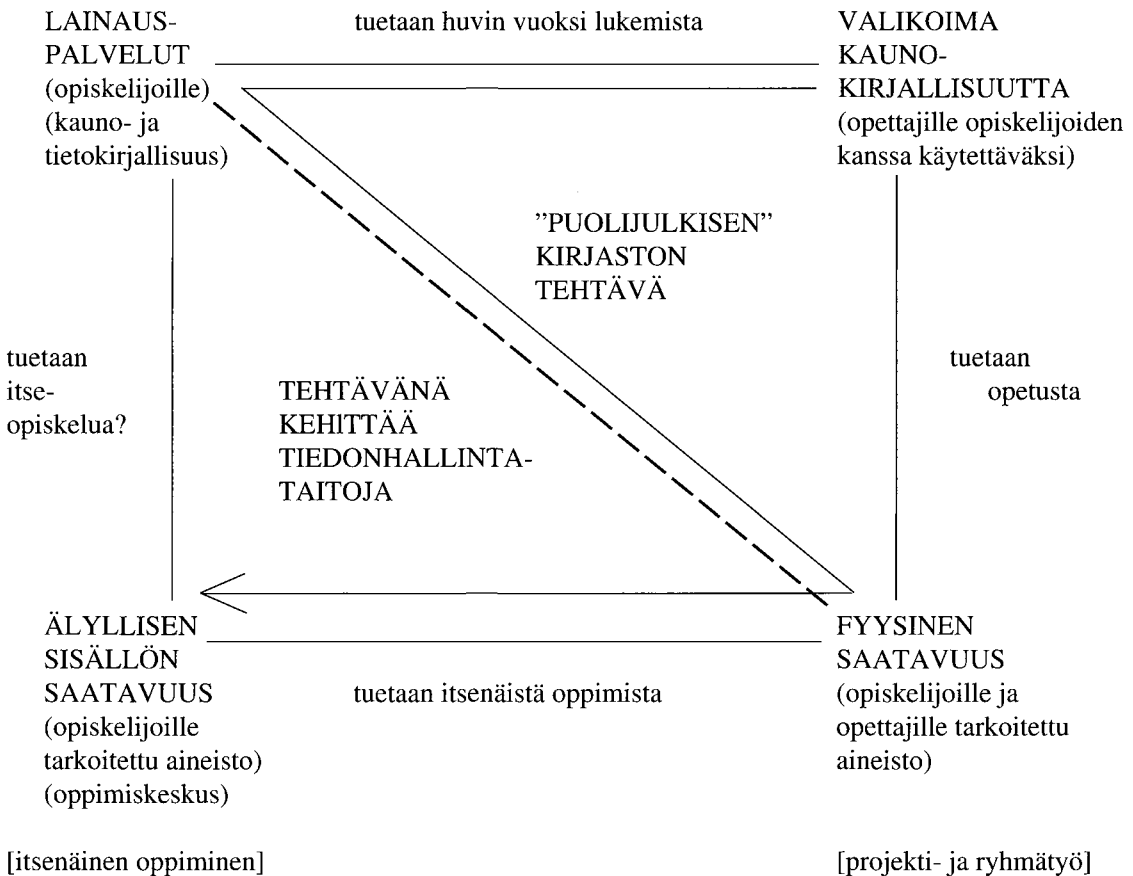 LAINAUS-
PALVELUT
(opiskelijoille)
(kauno- ja
tietokirjallisuus)
tuetaan huvin vuoksi lukemista
VALIKOIMA
KAUNO-
KIRJALLISUUTTA
(opettajille opiskelijoiden
kanssa käytettäväksi)
”PUOLIJULKISEN”
KIRJASTON
TEHTÄVÄ
tuetaan
itse-
opiskelua?
TEHTÄVÄNÄ
KEHITTÄÄ
TIEDONHALLINTA-
TAITOJA
tuetaan
opetusta
ÄLYLLISEN
SISÄLLÖN
SAATAVUUS
(opiskelijoille
tarkoitettu aineisto)
(oppimiskeskus)
tuetaan itsenäistä oppimista
FYYSINEN
SAATAVUUS
(opiskelijoille ja
opettajille tarkoitettu
aineisto)
[itsenäinen oppiminen]
[projekti- ja ryhmätyö]